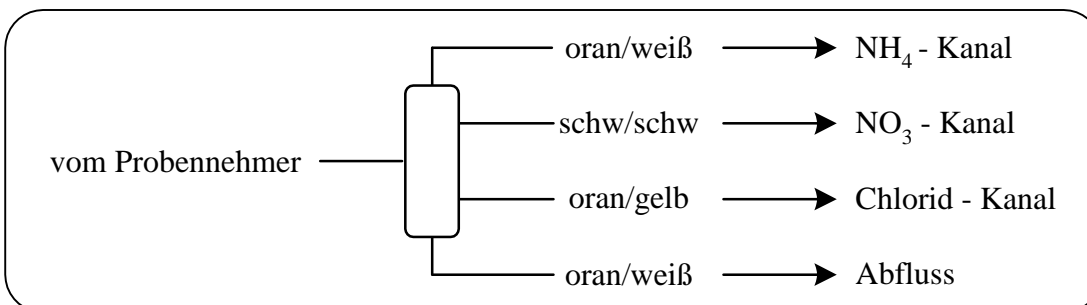 oran/weiß NH4 - Kanal
schw/schw NO3 - Kanal
vom Probennehmer
oran/gelb Chlorid - Kanal
oran/weiß Abfluss